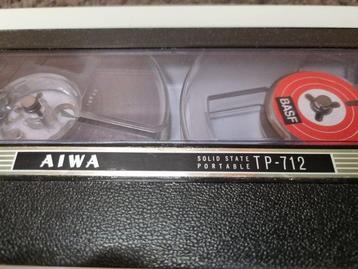 BASF
AIWA
SOLID STATE
PORTABLE TP-712